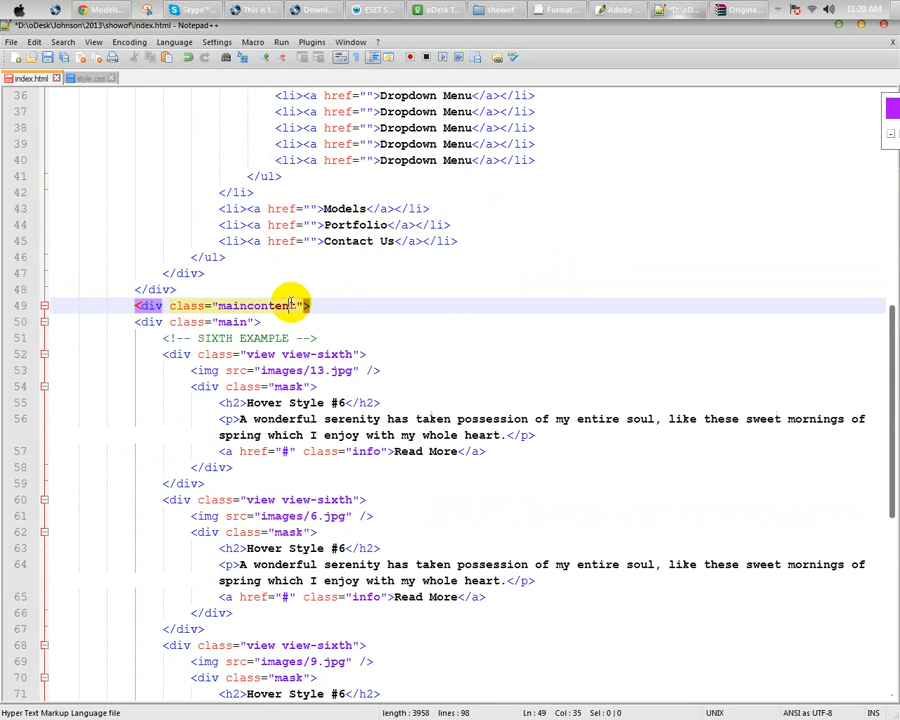 11:20 AM
Modeli...
Skype™...
This is t...
Downl...
ESET S...
oDesk T...
showof
Format ...
Adobe ...
*D:\oD...
Origina...
*D:\oDesk\Johnson\2013\showof\index.html - Notepad++
File Edit Search View Encoding Language Settings Macro Run Plugins Window ? X
index.html style.css
36 <li><a href="">Dropdown Menu</a></li>
37 <li><a href="">Dropdown Menu</a></li>
38 <li><a href="">Dropdown Menu</a></li>
39 <li><a href="">Dropdown Menu</a></li>
40 <li><a href="">Dropdown Menu</a></li>
41 </ul>
42 </li>
43 <li><a href="">Models</a></li>
44 <li><a href="">Portfolio</a></li>
45 <li><a href="">Contact Us</a></li>
46 </ul>
47 </div>
48 </div>
49 <div class="maincontent">
50 <div class="main">
51 <!-- SIXTH EXAMPLE -->
52 <div class="view view-sixth">
53 <img src="images/13.jpg" />
54 <div class="mask">
55 <h2>Hover Style #6</h2>
56 <p>A wonderful serenity has taken possession of my entire soul, like these sweet mornings of
spring which I enjoy with my whole heart.</p>
57 <a href="#" class="info">Read More</a>
58 </div>
59 </div>
60 <div class="view view-sixth">
61 <img src="images/6.jpg" />
62 <div class="mask">
63 <h2>Hover Style #6</h2>
64 <p>A wonderful serenity has taken possession of my entire soul, like these sweet mornings of
spring which I enjoy with my whole heart.</p>
65 <a href="#" class="info">Read More</a>
66 </div>
67 </div>
68 <div class="view view-sixth">
69 <img src="images/9.jpg" />
70 <div class="mask">
71 <h2>Hover Style #6</h2>
Hyper Text Markup Language file length : 3958 lines : 98 Ln : 49 Col : 35 Sel : 0 | 0 UNIX ANSI as UTF-8 INS